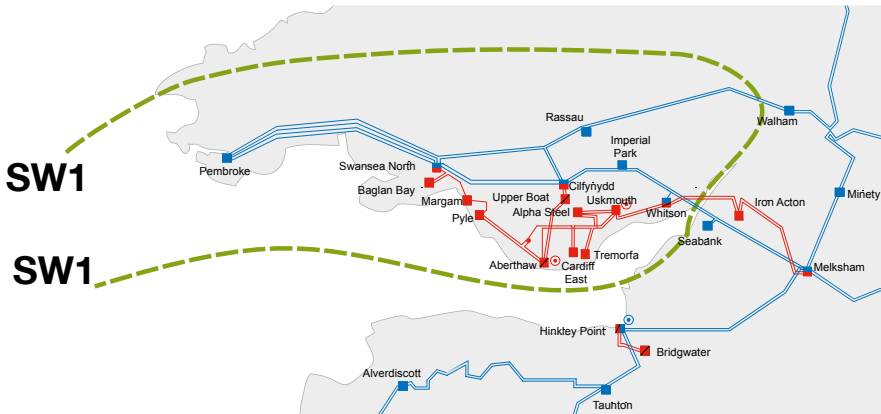 Rassau
Walham
Imperial
Park
Swansea North
Pembroke
SW1
Cilfynydd
Baglan Bay
Upper Boat
Uskmouth
Minety
Margam
Alpha Steel
Whitson
Iron Acton
Pyle
Seabank
SW1
Aberthaw
Cardiff
East
Tremorfa
Melksham
Hinkley Point
Bridgwater
Alverdiscott
Taunton